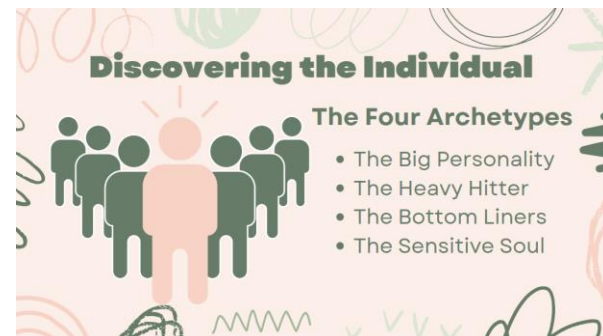 Discovering the Individual
The Four Archetypes
• The Big Personality
• The Heavy Hitter
• The Bottom Liners
• The Sensitive Soul